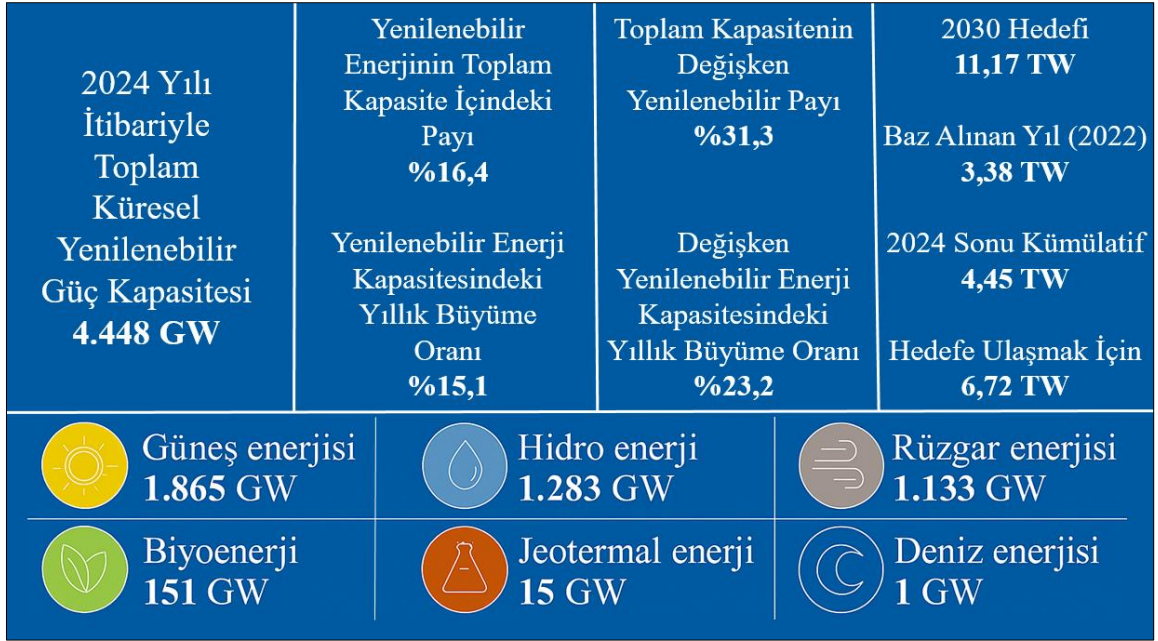 2024 Yılı
İtibariyle
Toplam
Küresel
Yenilenebilir
Güç Kapasitesi
4.448 GW
Yenilenebilir
Enerjinin Toplam
Kapasite İçindeki
Payı
%16,4
Yenilenebilir Enerji
Kapasitesindeki
Yıllık Büyüme
Oranı
%15,1
Toplam Kapasitenin
Değişken
Yenilenebilir Payı
%31,3
Değişken
Yenilenebilir Enerji
Kapasitesindeki
Yıllık Büyüme Oranı
%23,2
2030 Hedefi
11,17 TW
Baz Alınan Yıl (2022)
3,38 TW
2024 Sonu Kümülatif
4,45 TW
Hedefe Ulaşmak İçin
6,72 TW
Güneş enerjisi
1.865 GW
Hidro enerji
1.283 GW
Rüzgar enerjisi
1.133 GW
Biyoenerji
151 GW
Jeotermal enerji
15 GW
Deniz enerjisi
1 GW